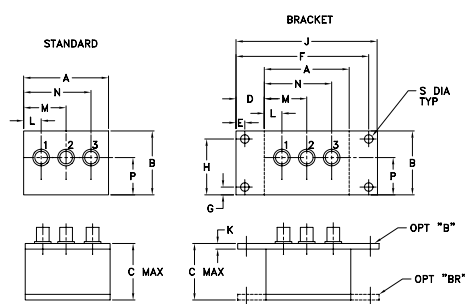 BRACKET
STANDARD
J
F
A
A
N
N
S DIA
TYP
M
D
M
L
E
L
1 2 3
1 2 3
B
H
B
P
P
G
K
OPT "B"
C MAX
C MAX
OPT "BR"